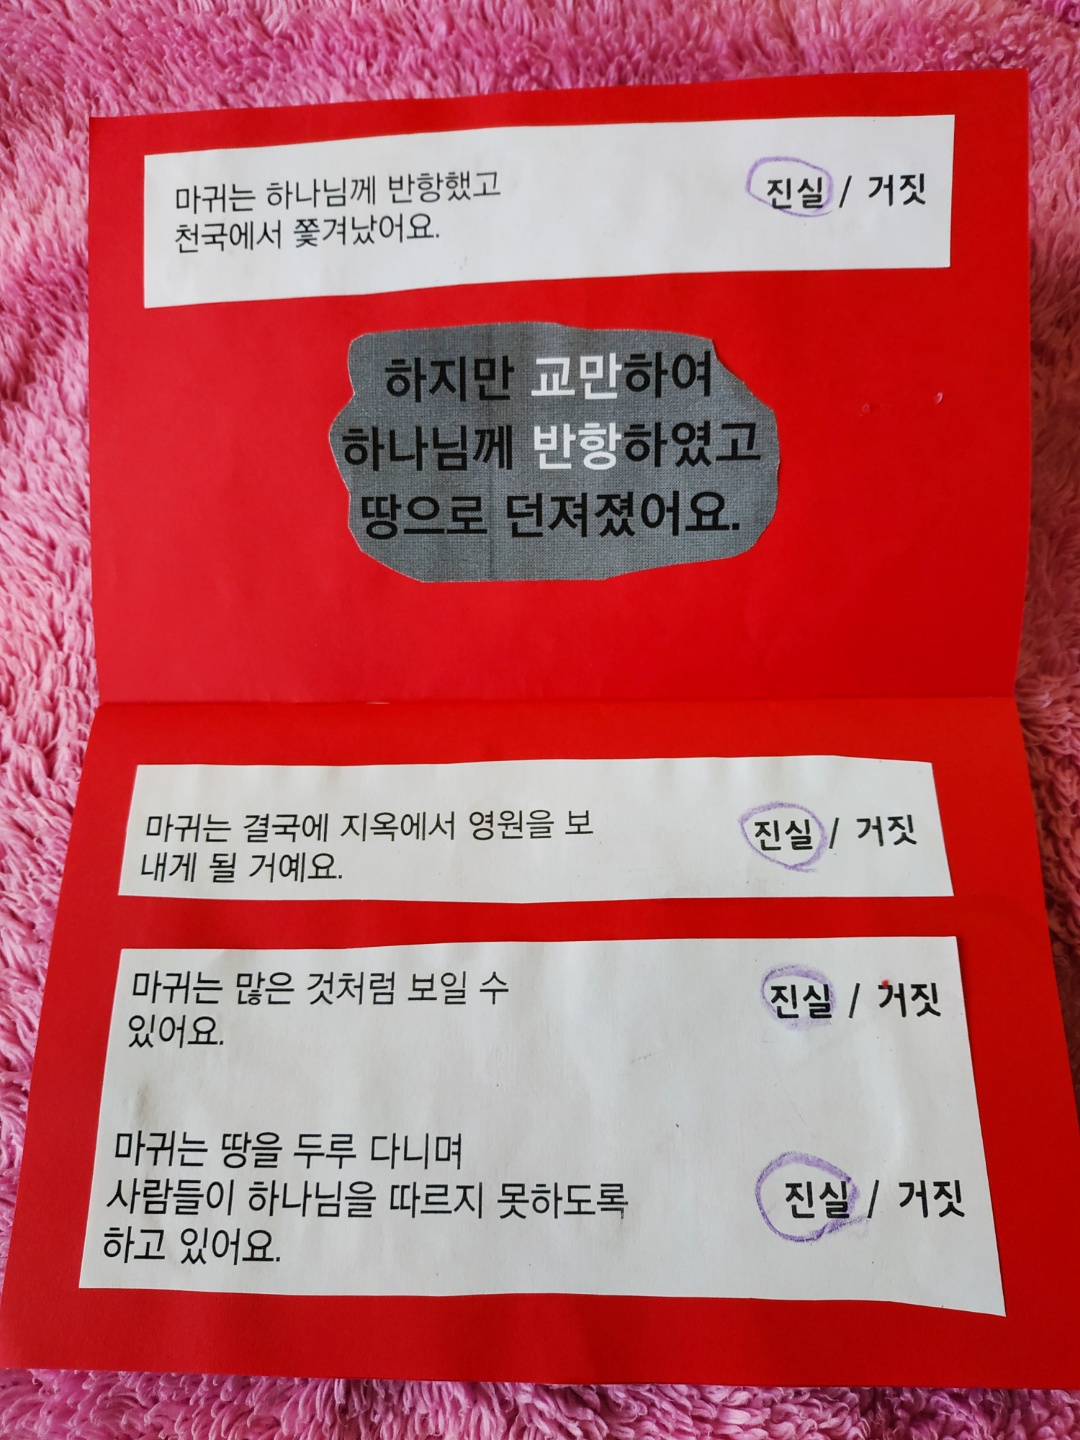 마귀는 하나님께 반항했고
천국에서 쫓겨났어요.
진실 / 거짓
하지만 교만하여
하나님께 반항하였고
땅으로 던져졌어요.
마귀는 결국에 지옥에서 영원을 보
내게 될 거예요.
진실 / 거짓
마귀는 많은 것처럼 보일 수
있어요.
진실 / 거짓
마귀는 땅을 두루 다니며
사람들이 하나님을 따르지 못하도록
하고 있어요.
진실 / 거짓